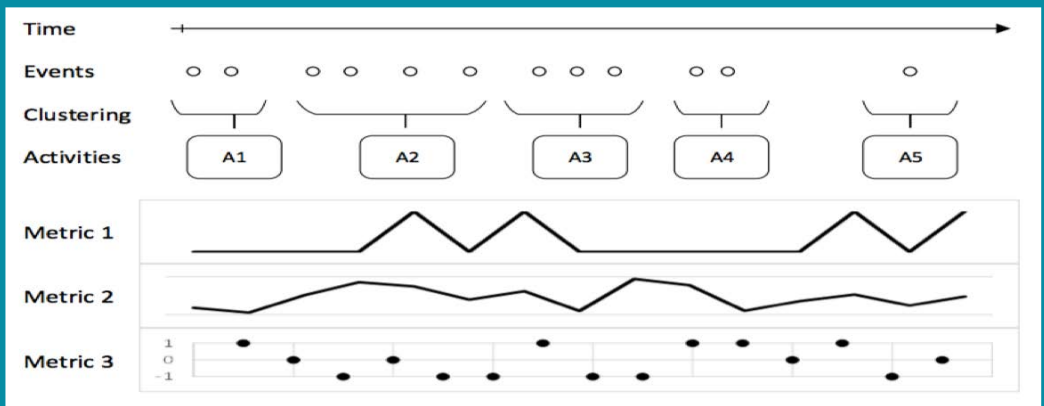 Time
Events
Clustering
Activities
A1 A2 A3 A4 A5
Metric 1
Metric 2
1
0
Metric 3
-1